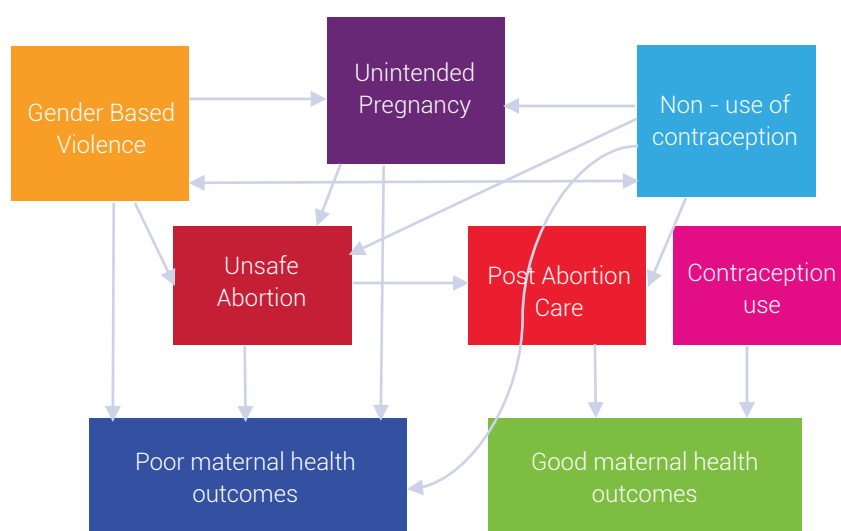 Gender Based
Violence
Unintended
Pregnancy
Non - use of
contraception
Unsafe
Abortion
Post Abortion
Care
Contraception
use
Poor maternal health
outcomes
Good maternal health
outcomes